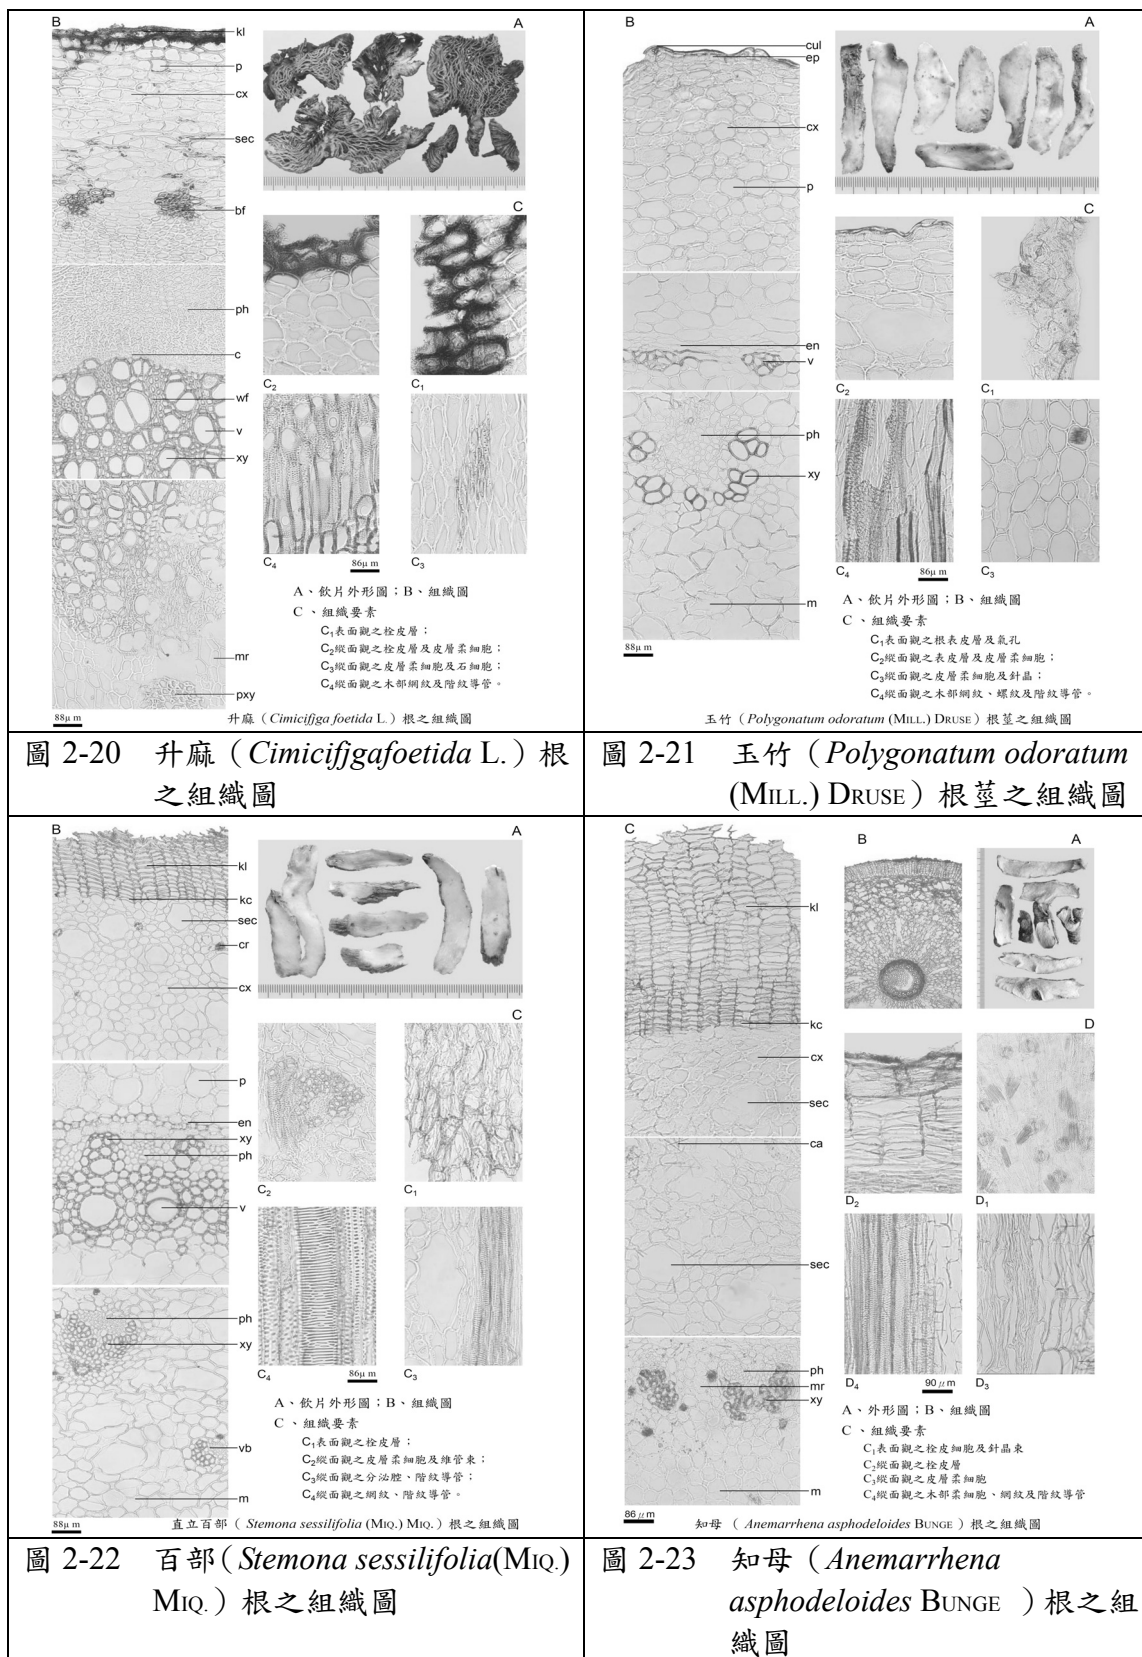 B
A
kl
p
cx
sec
bf
C
ph
c
C2
C1
wf
v
xy
C4
86μ m
C3
A、飲片外形圖；B、組織圖
C 、組織要素
C1表面觀之栓皮層；
C2縱面觀之栓皮層及皮層柔細胞；
C3縱面觀之皮層柔細胞及石細胞；
C4縱面觀之木部網紋及階紋導管。
mr
pxy
88μ m
升麻（Cimicifjga foetida L.）根之組織圖
圖 2-20 升麻（Cimicifjgafoetida L.）根
之組織圖
B
A
cul
ep
cx
p
C
en
v
C2
C1
ph
xy
C4
86μ m
C3
A、飲片外形圖；B、組織圖
C 、組織要素
C1表面觀之根表皮層及氣孔
C2縱面觀之表皮層及皮層柔細胞；
C3縱面觀之皮層柔細胞及針晶；
C4縱面觀之木部網紋、螺紋及階紋導管。
m
88μ m
玉竹（Polygonatum odoratum (MILL.) DRUSE）根莖之組織圖
圖 2-21 玉竹（Polygonatum odoratum
(MILL.) DRUSE）根莖之組織圖
B
A
kl
kc
sec
cr
cx
C
p
en
xy
ph
v
C2
C1
ph
xy
C4
86μ m
C3
A、飲片外形圖；B、組織圖
C 、組織要素
C1表面觀之栓皮層；
C2縱面觀之皮層柔細胞及維管束；
C3縱面觀之分泌腔、階紋導管；
C4縱面觀之網紋、階紋導管。
vb
m
88μ m
直立百部（ Stemona sessilifolia (MIQ.) MIQ.）根之組織圖
圖 2-22 百部（Stemona sessilifolia(MIQ.)
MIQ.）根之組織圖
C
B
A
kl
kc
D
cx
sec
ca
D2
D1
sec
ph
mr
xy
D4
90μm
D3
A、外形圖；B、組織圖
C 、組織要素
C1表面觀之栓皮細胞及針晶束
C2縱面觀之栓皮層
C3縱面觀之皮層柔細胞
C4縱面觀之木部柔細胞、網紋及階紋導管
m
86μm
知母 （ Anemarrhena asphodeloides BUNGE ）根之組織圖
圖 2-23 知母（Anemarrhena
asphodeloides BUNGE ）根之組
織圖